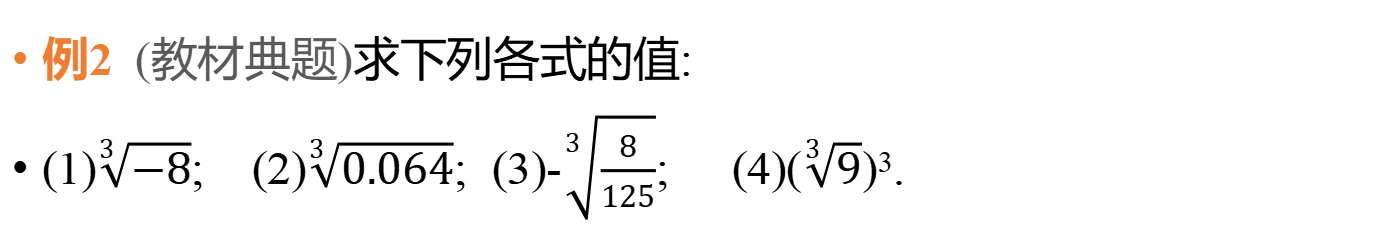 • 例2 (教材典题)求下列各式的值:
• (1)∛(−8); (2)∛0.064; (3)-∛(8/125); (4)(∛9)³.